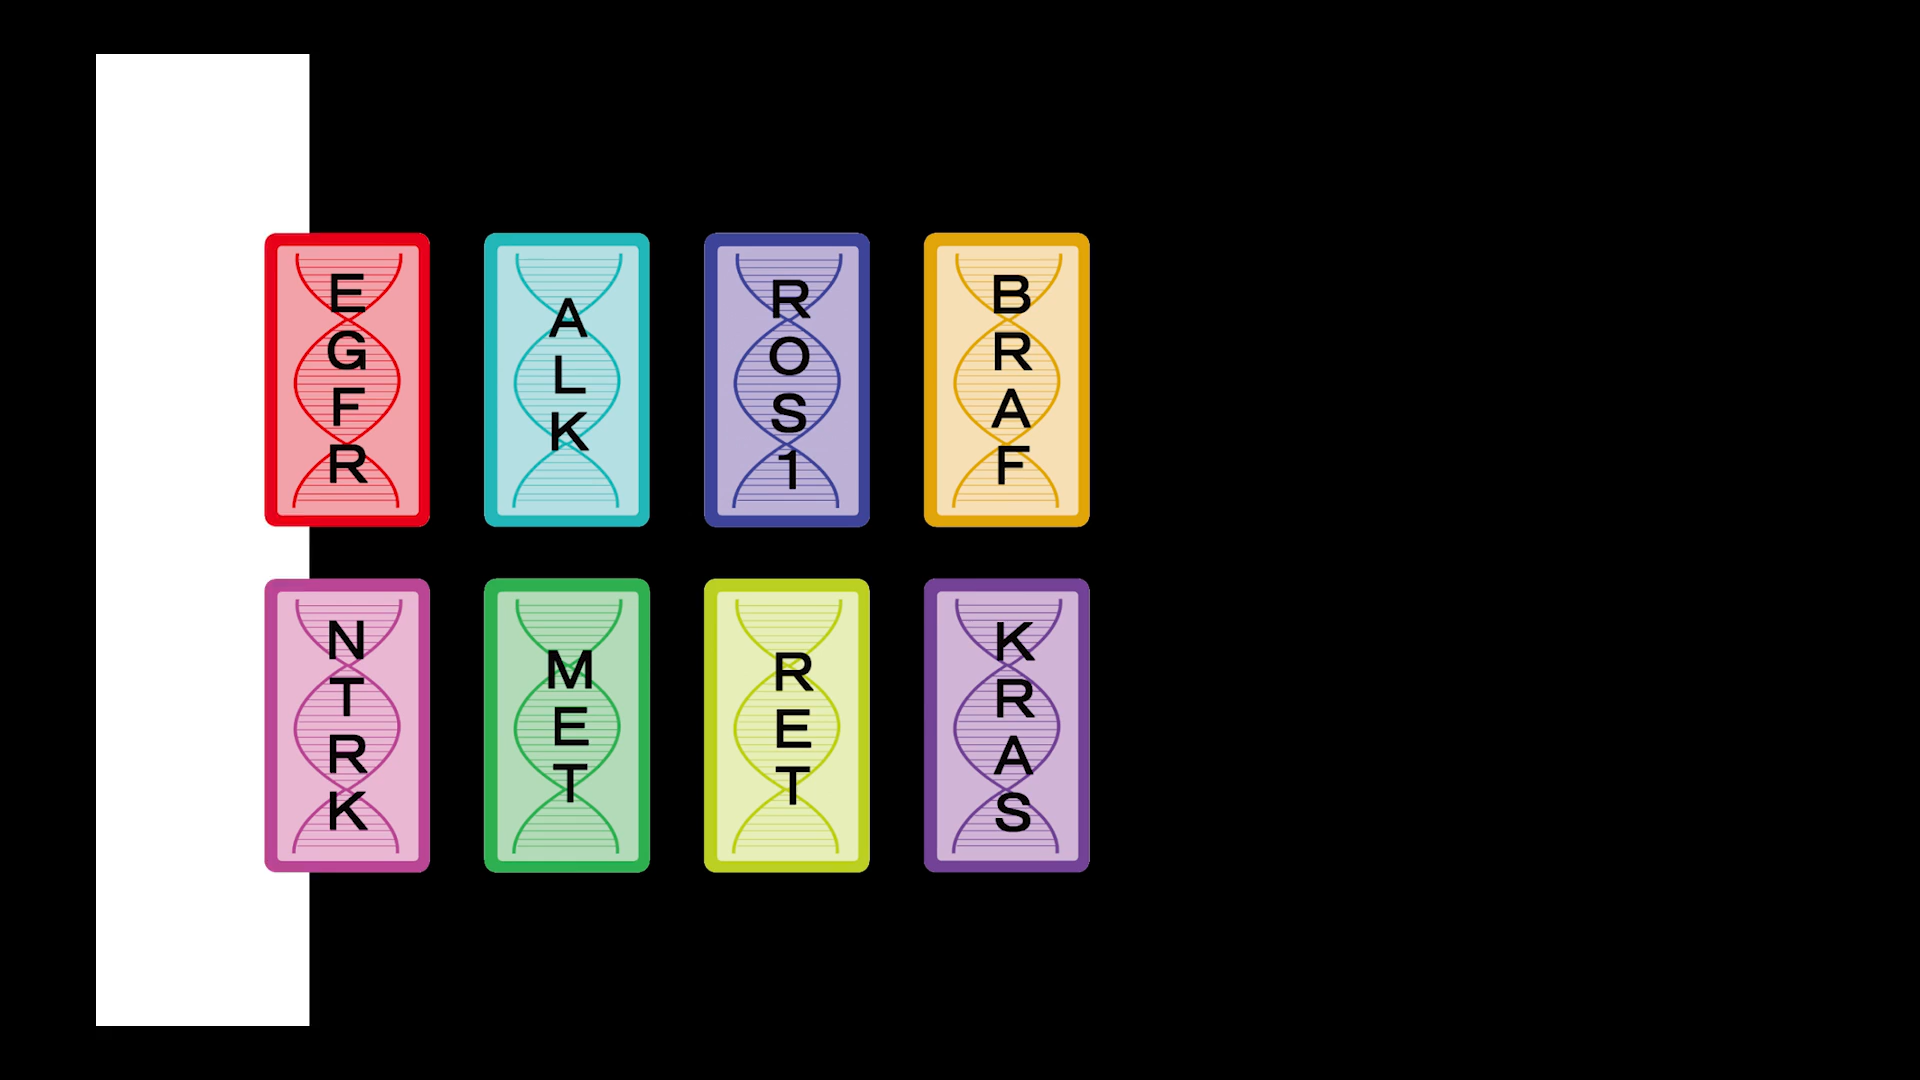 EGFR
ALK
ROS1
BRAF
NTRK
MET
RET
KRAS